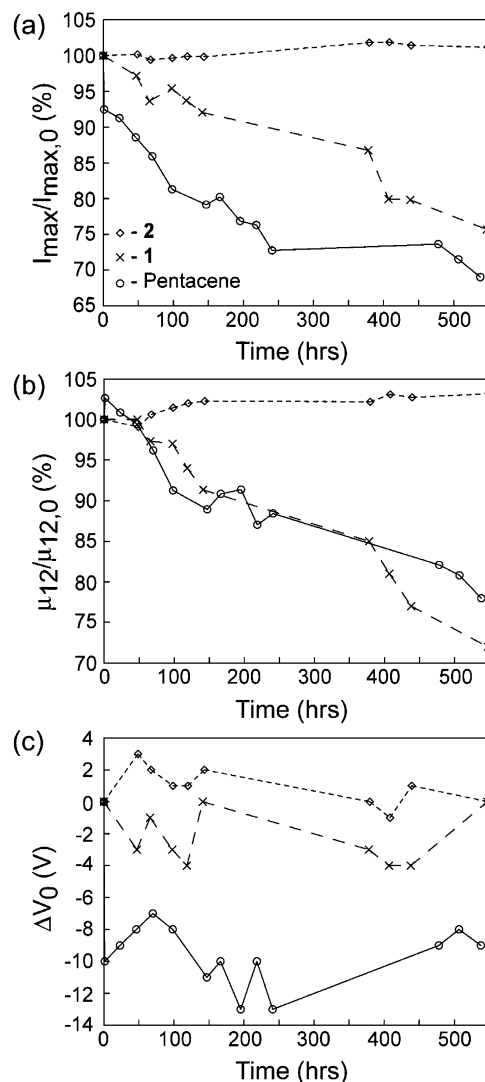 (a)
I_max/I_max,0 (%)
105
100
95
90
85
80
75
70
65
- 2
- 1
- Pentacene
0 100 200 300 400 500
Time (hrs)
(b)
μ12/μ12,0 (%)
105
100
95
90
85
80
75
70
0 100 200 300 400 500
Time (hrs)
(c)
ΔV0 (V)
4
2
0
-2
-4
-6
-8
-10
-12
-14
0 100 200 300 400 500
Time (hrs)